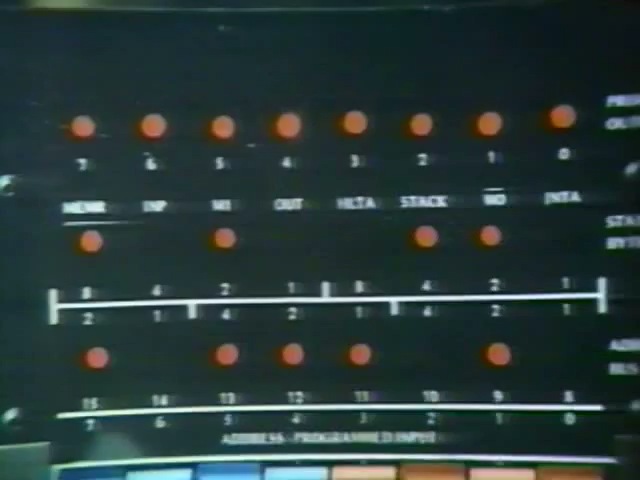 7 6 5 4 3 2 1 0
MEMR INP M1 OUT HLTA STACK WO INTA
8 4 2 1 8 4 2 1
2 1 4 2 1 4 2 1
15 14 13 12 11 10 9 8
7 6 5 4 3 2 1 0
ADDRESS - PROGRAMMED INPUT